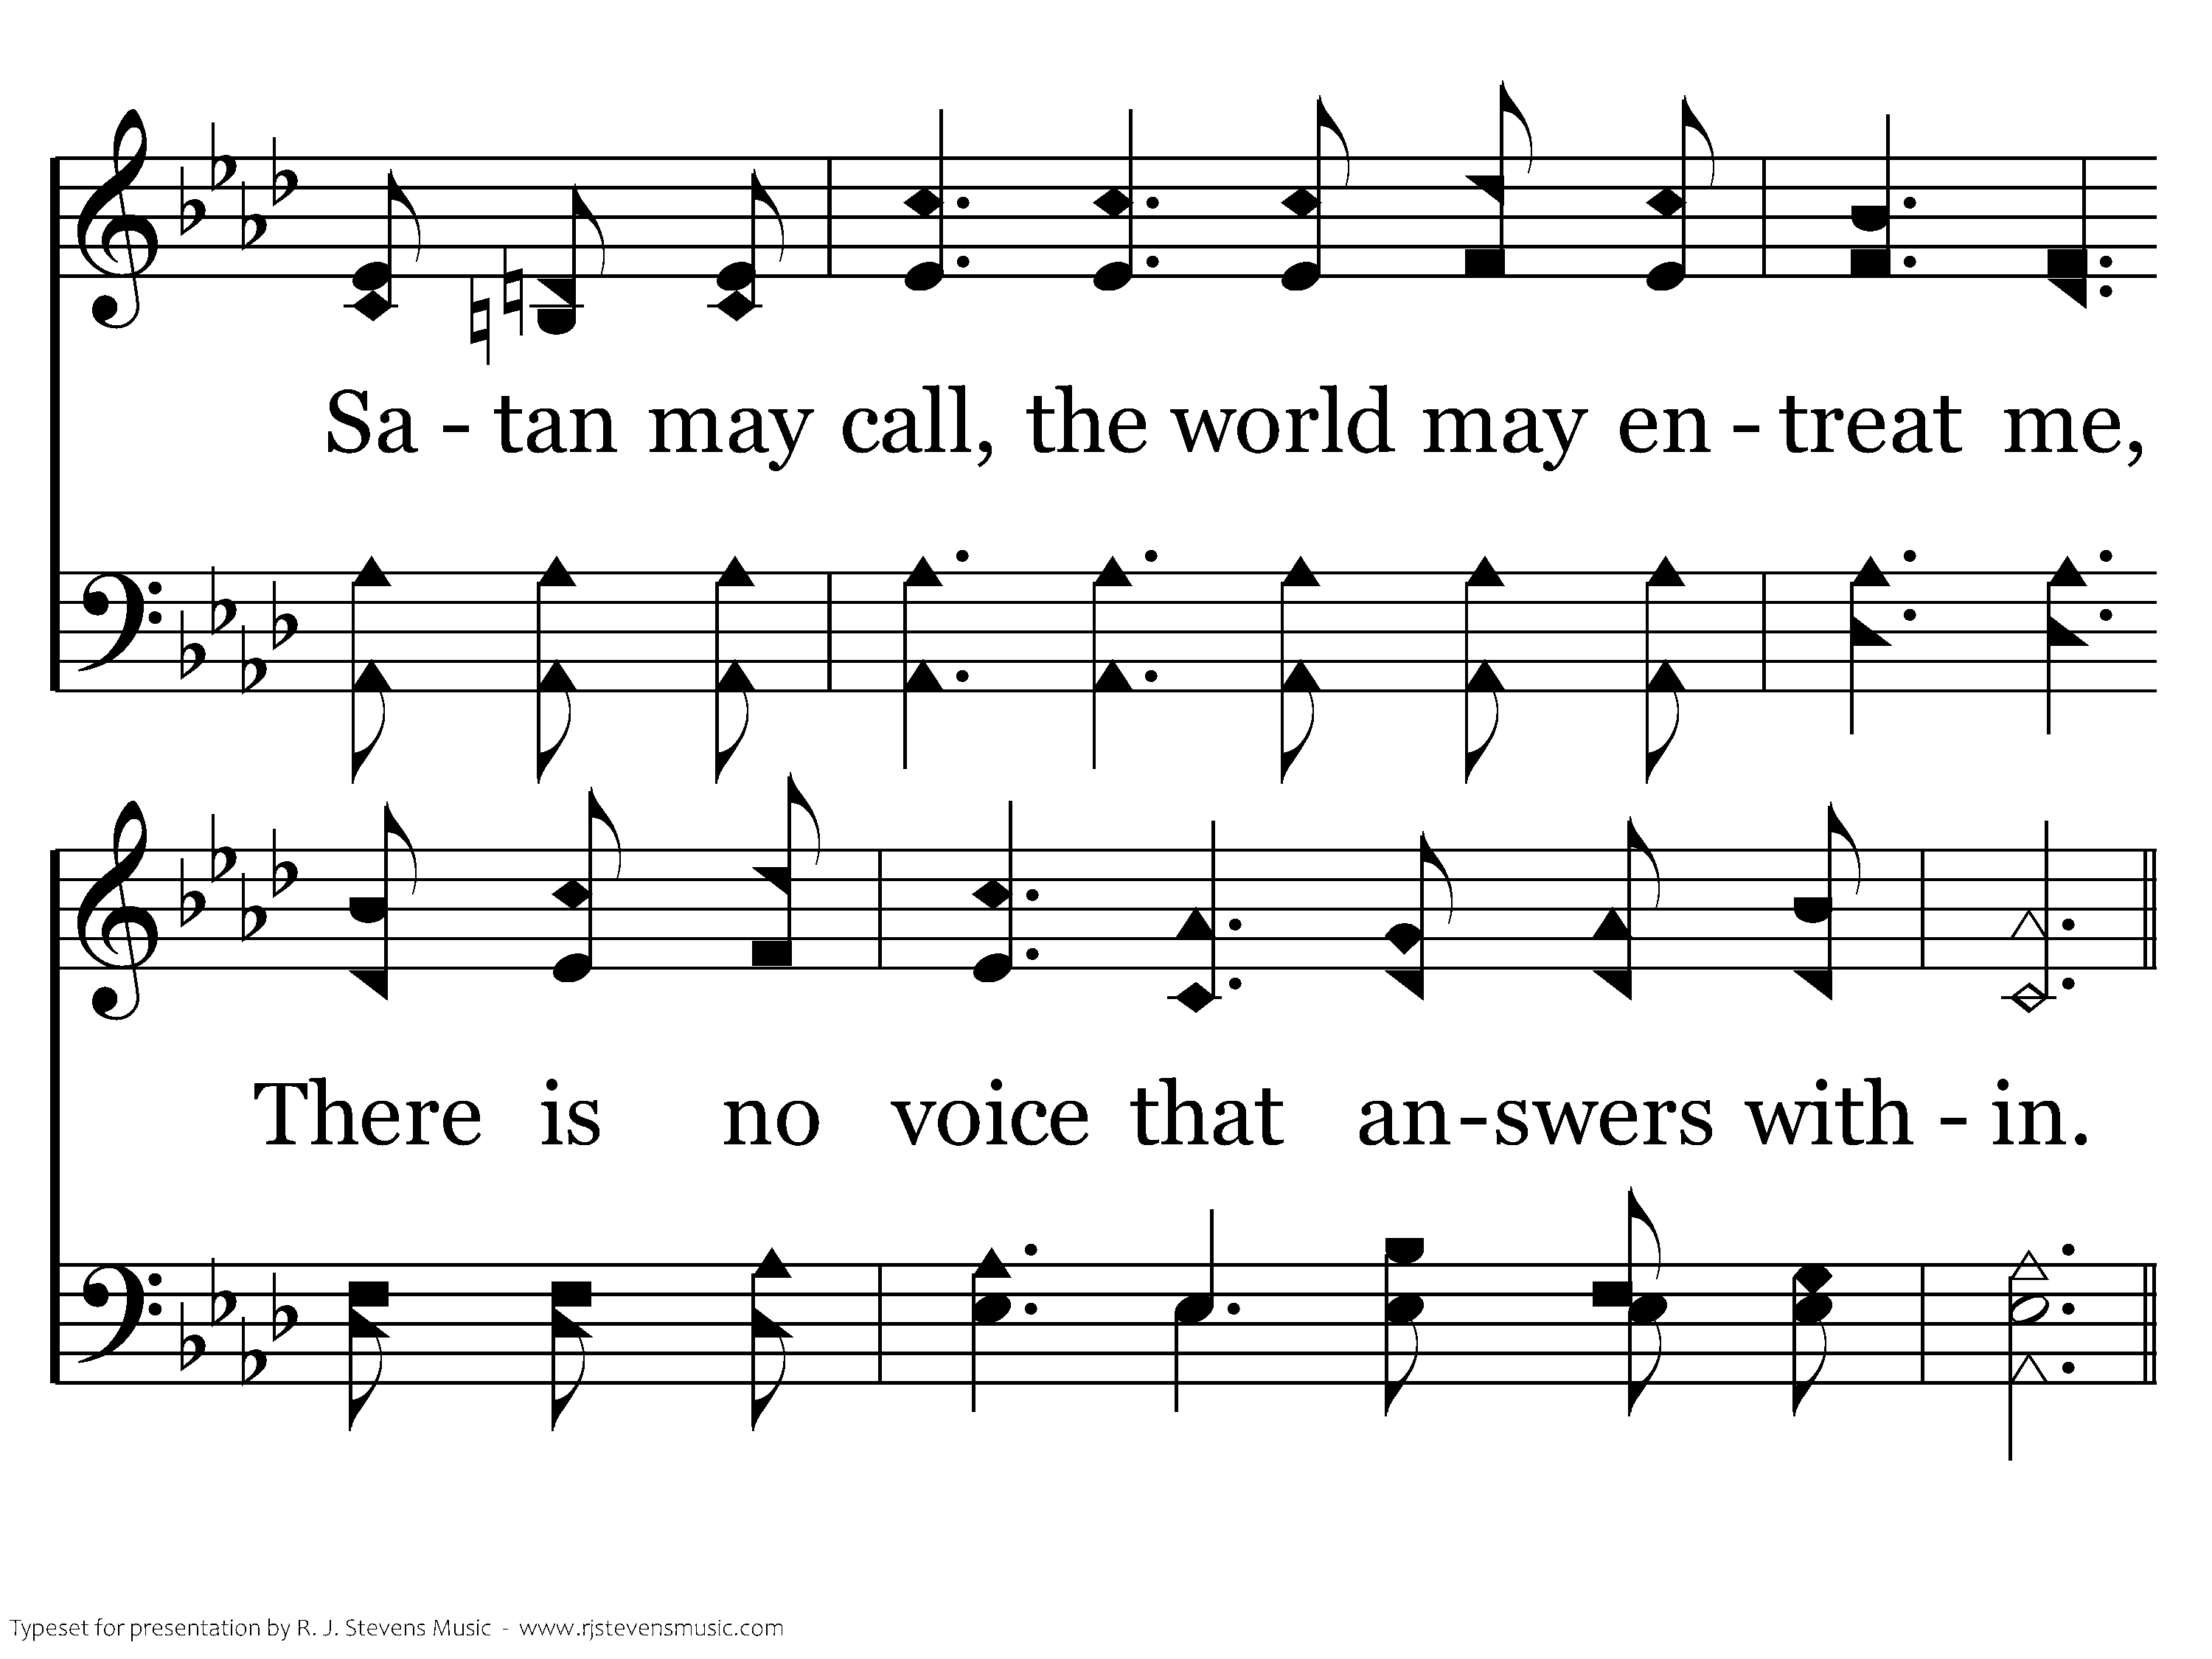 Sa - tan may call, the world may en - treat me,
There is no voice that an - swers with - in.
Typeset for presentation by R. J. Stevens Music - www.rjstevensmusic.com